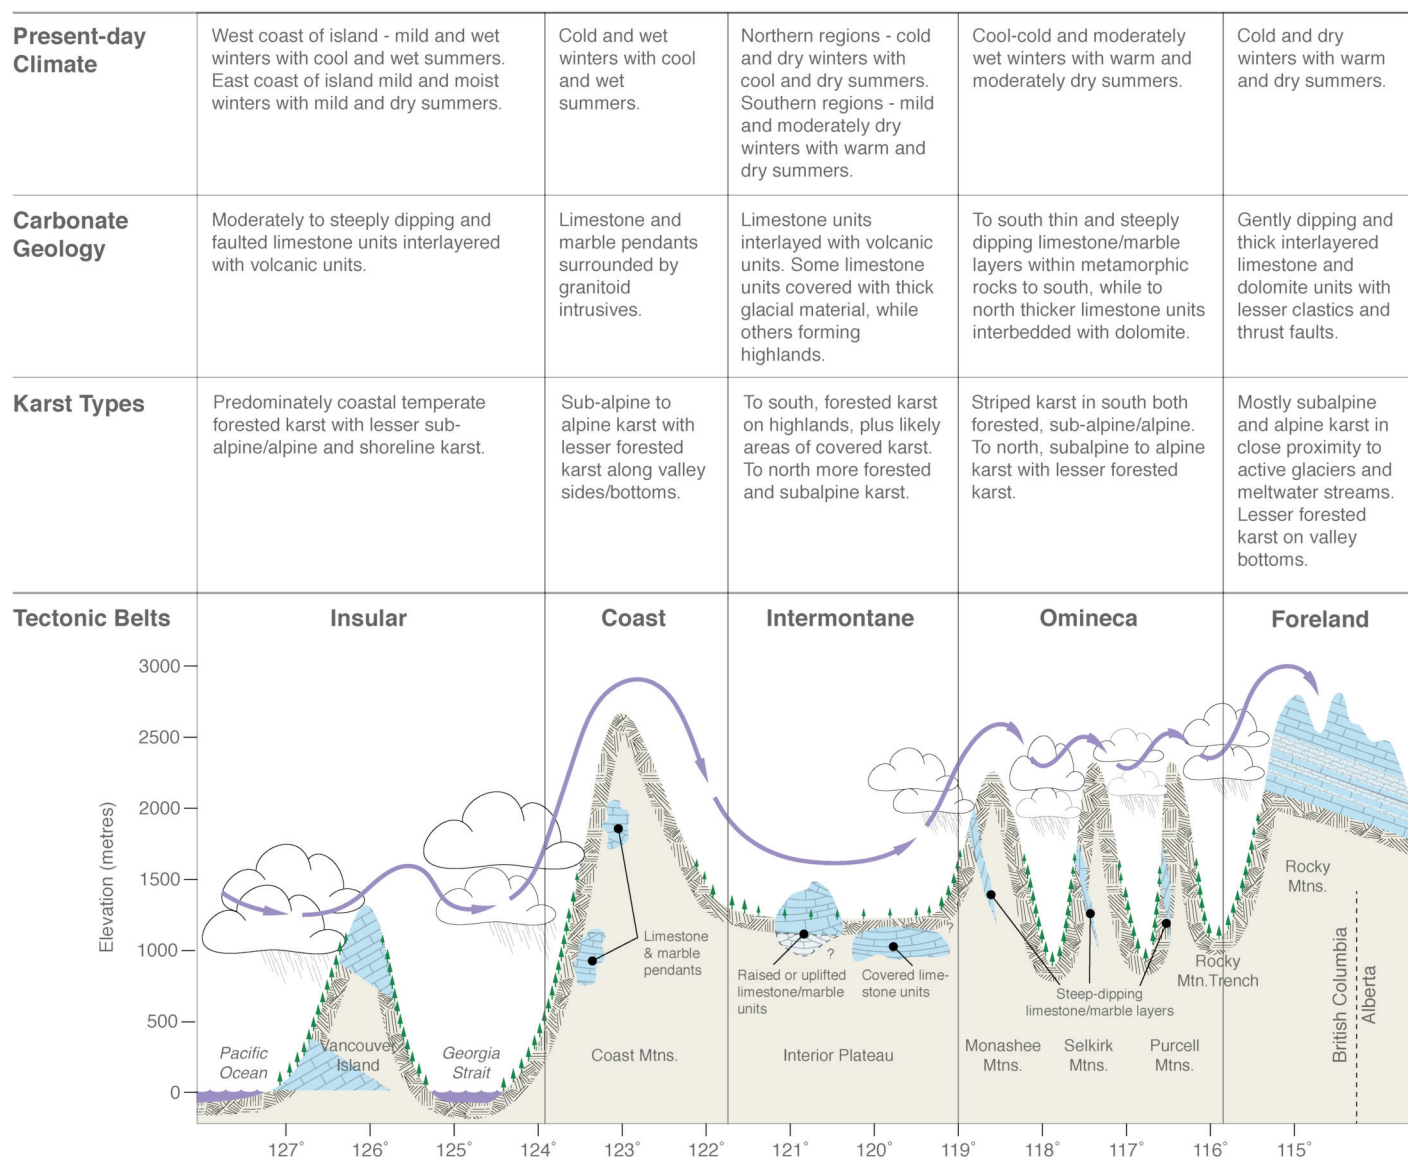 Present-day
Climate
West coast of island - mild and wet
winters with cool and wet summers.
East coast of island mild and moist
winters with mild and dry summers.
Cold and wet
winters with cool
and wet
summers.
Northern regions - cold
and dry winters with
cool and dry summers.
Southern regions - mild
and moderately dry
winters with warm and
dry summers.
Cool-cold and moderately
wet winters with warm and
moderately dry summers.
Cold and dry
winters with warm
and dry summers.
Carbonate
Geology
Moderately to steeply dipping and
faulted limestone units interlayered
with volcanic units.
Limestone and
marble pendants
surrounded by
granitoid
intrusives.
Limestone units
interlayed with volcanic
units. Some limestone
units covered with thick
glacial material, while
others forming
highlands.
To south thin and steeply
dipping limestone/marble
layers within metamorphic
rocks to south, while to
north thicker limestone units
interbedded with dolomite.
Gently dipping and
thick interlayered
limestone and
dolomite units with
lesser clastics and
thrust faults.
Karst Types
Predominately coastal temperate
forested karst with lesser sub-
alpine/alpine and shoreline karst.
Sub-alpine to
alpine karst with
lesser forested
karst along valley
sides/bottoms.
To south, forested karst
on highlands, plus likely
areas of covered karst.
To north more forested
and subalpine karst.
Striped karst in south both
forested, sub-alpine/alpine.
To north, subalpine to alpine
karst with lesser forested
karst.
Mostly subalpine
and alpine karst in
close proximity to
active glaciers and
meltwater streams.
Lesser forested
karst on valley
bottoms.
Tectonic Belts
Insular
Coast
Intermontane
Omineca
Foreland
Elevation (metres)
3000
2500
2000
1500
1000
500
0
Pacific
Ocean
Vancouver
Island
Georgia
Strait
Limestone
& marble
pendants
Coast Mtns.
Raised or uplifted
limestone/marble
units
?
Covered lime-
stone units
?
Interior Plateau
Steep-dipping
limestone/marble layers
Monashee
Mtns.
Selkirk
Mtns.
Purcell
Mtns.
Rocky
Mtn.Trench
Rocky
Mtns.
British Columbia
Alberta
127°
126°
125°
124°
123°
122°
121°
120°
119°
118°
117°
116°
115°